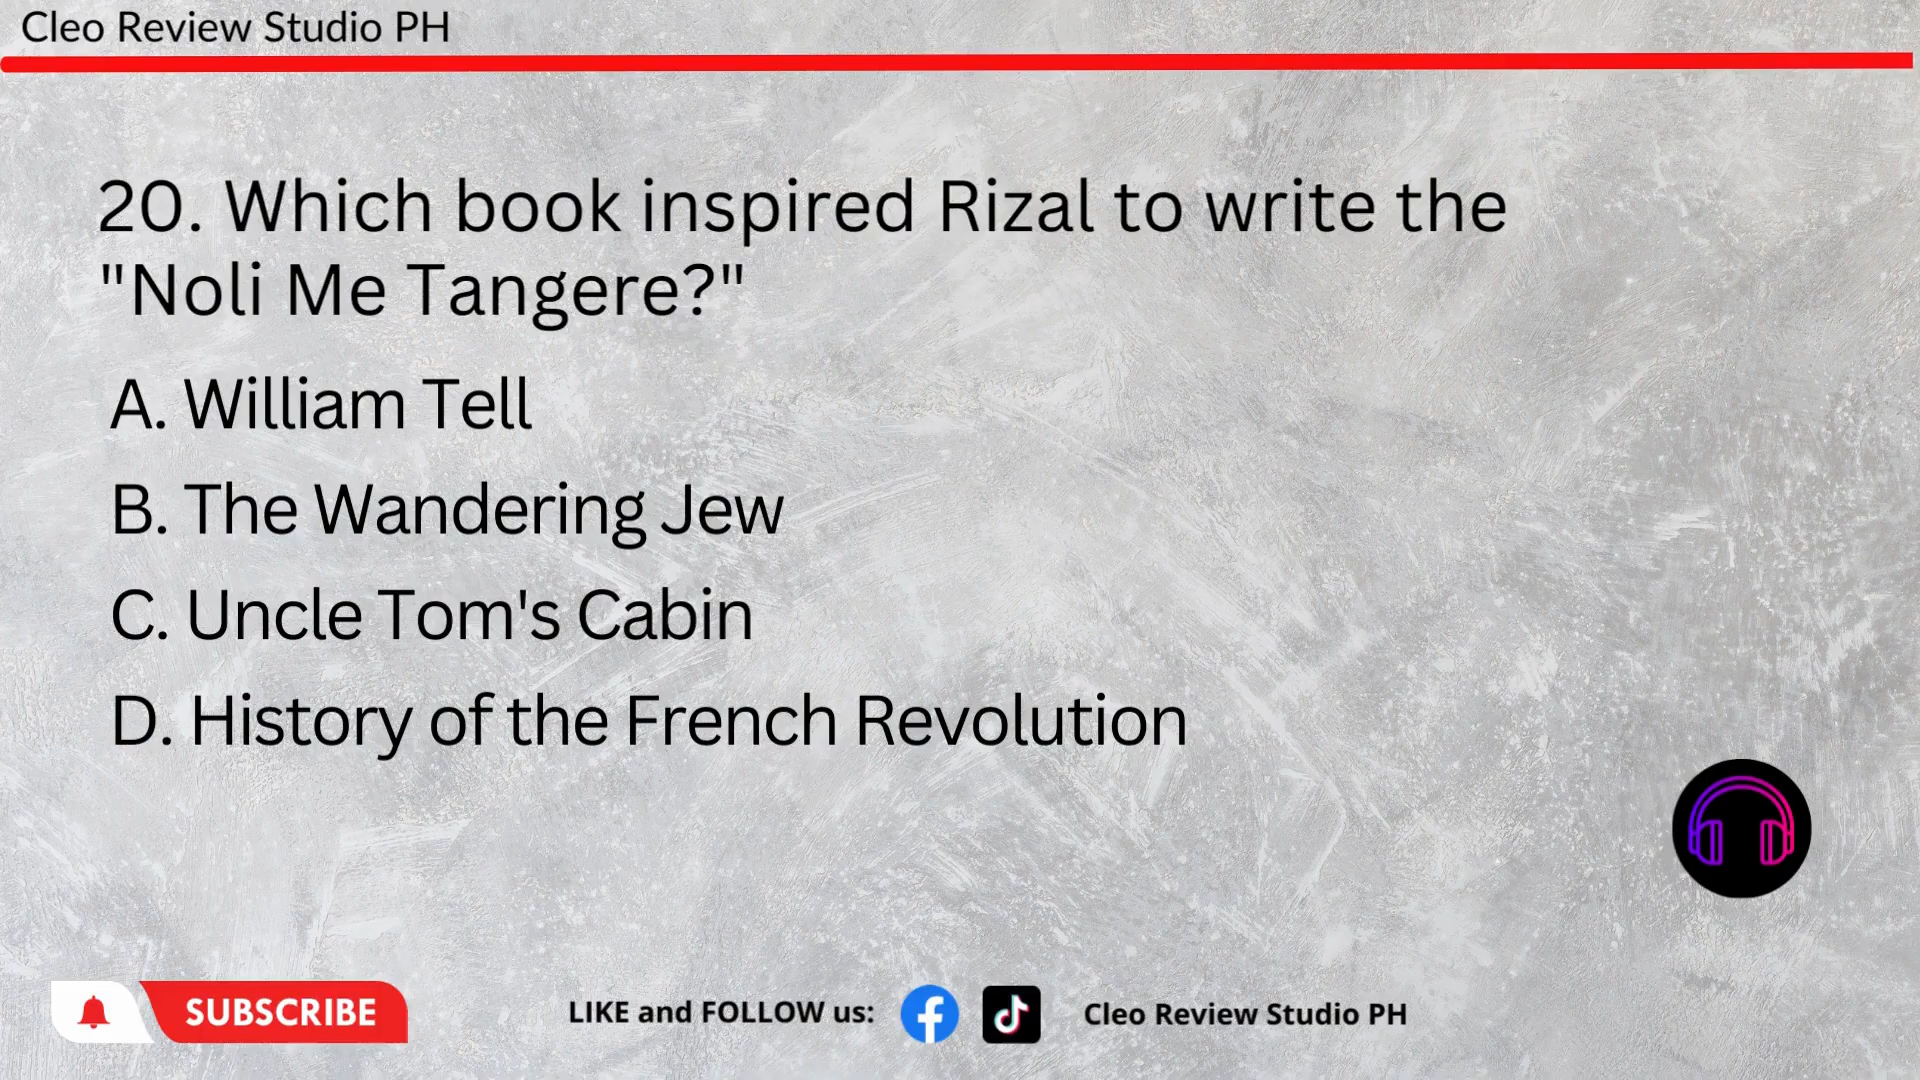 Cleo Review Studio PH
20. Which book inspired Rizal to write the
"Noli Me Tangere?"
A. William Tell
B. The Wandering Jew
C. Uncle Tom's Cabin
D. History of the French Revolution
SUBSCRIBE
LIKE and FOLLOW us:
Cleo Review Studio PH